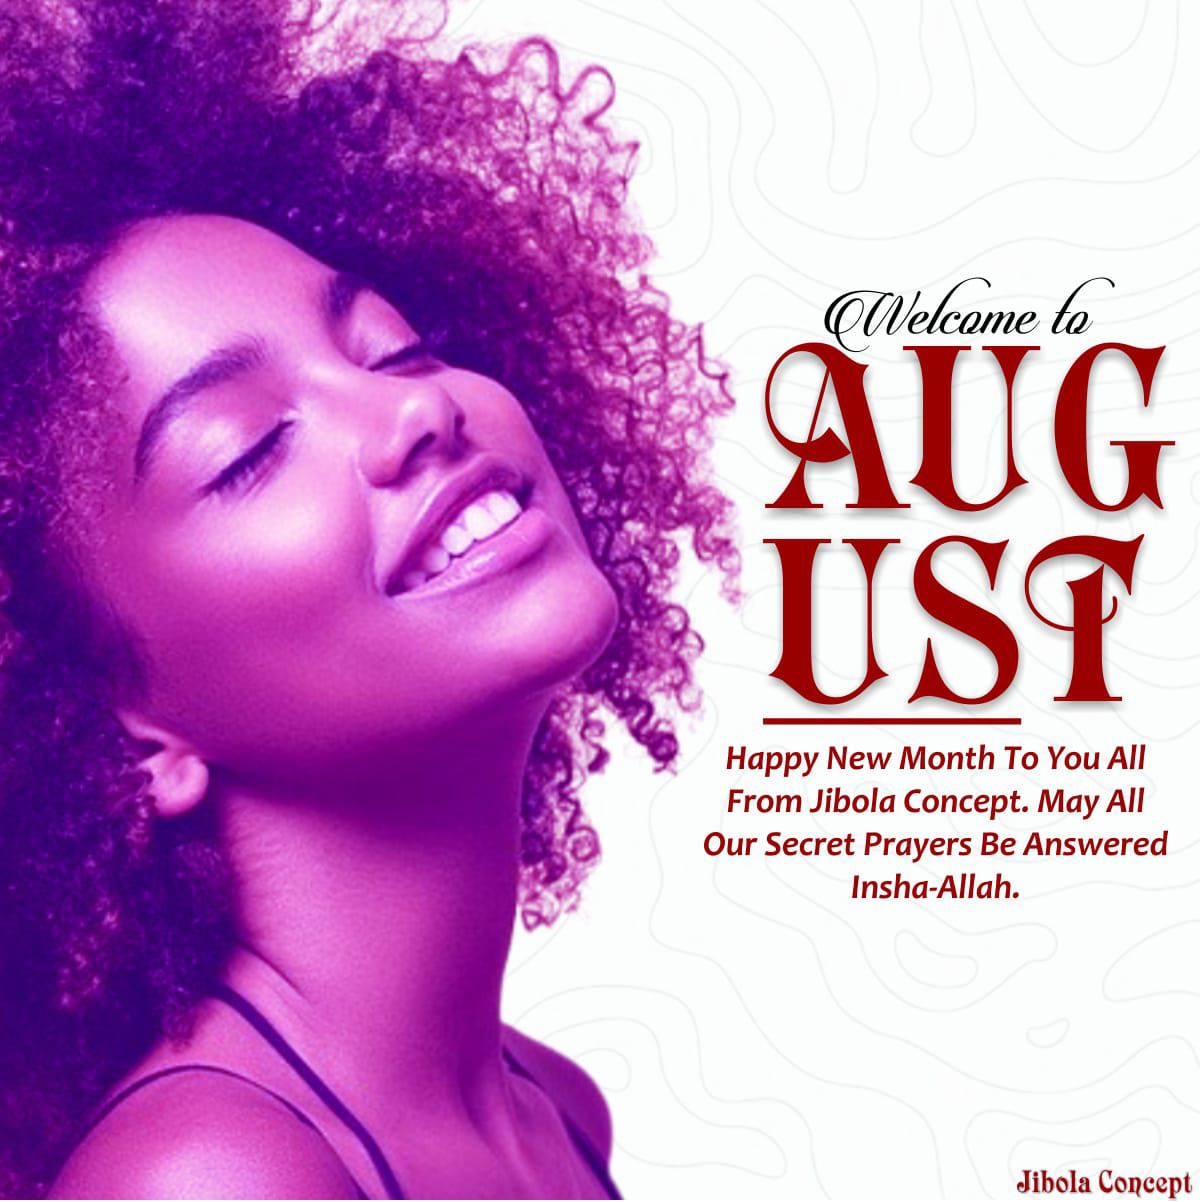 Welcome to
AUG
UST
Happy New Month To You All
From Jibola Concept. May All
Our Secret Prayers Be Answered
Insha-Allah.
Jibola Concept